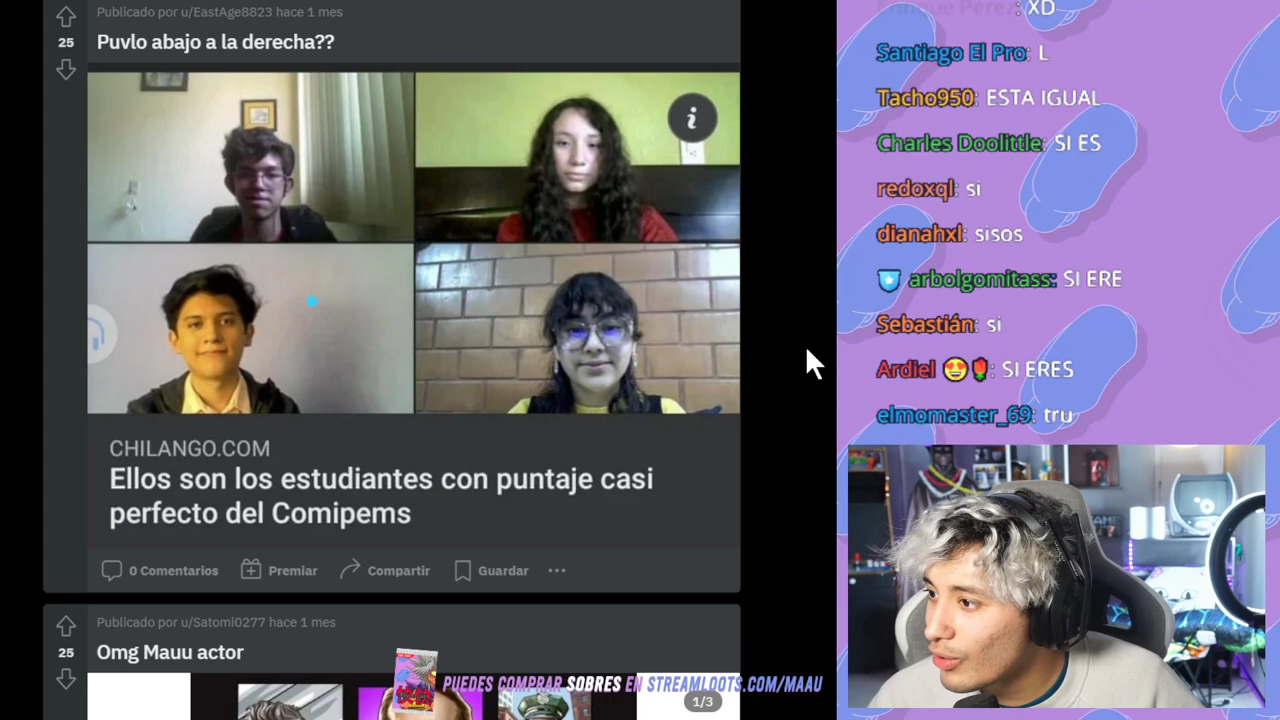 Publicado por u/EastAge8823 hace 1 mes
25
Puvlo abajo a la derecha??
i
CHILANGO.COM
Ellos son los estudiantes con puntaje casi
perfecto del Comipems
0 Comentarios
Premiar
Compartir
Guardar
Publicado por u/Satomi0277 hace 1 mes
25
Omg Mauu actor
PUEDES COMPRAR SOBRES EN STREAMLOOTS.COM/MAAU
1/3
Enrique Pérez: XD
Santiago El Pro: L
Tacho950: ESTA IGUAL
Charles Doolittle: SI ES
redoxql: si
dianahxl: sisos
arbolgomitass: SI ERE
Sebastián: si
Ardiel 😍🌹: SI ERES
elmomaster_69: tru